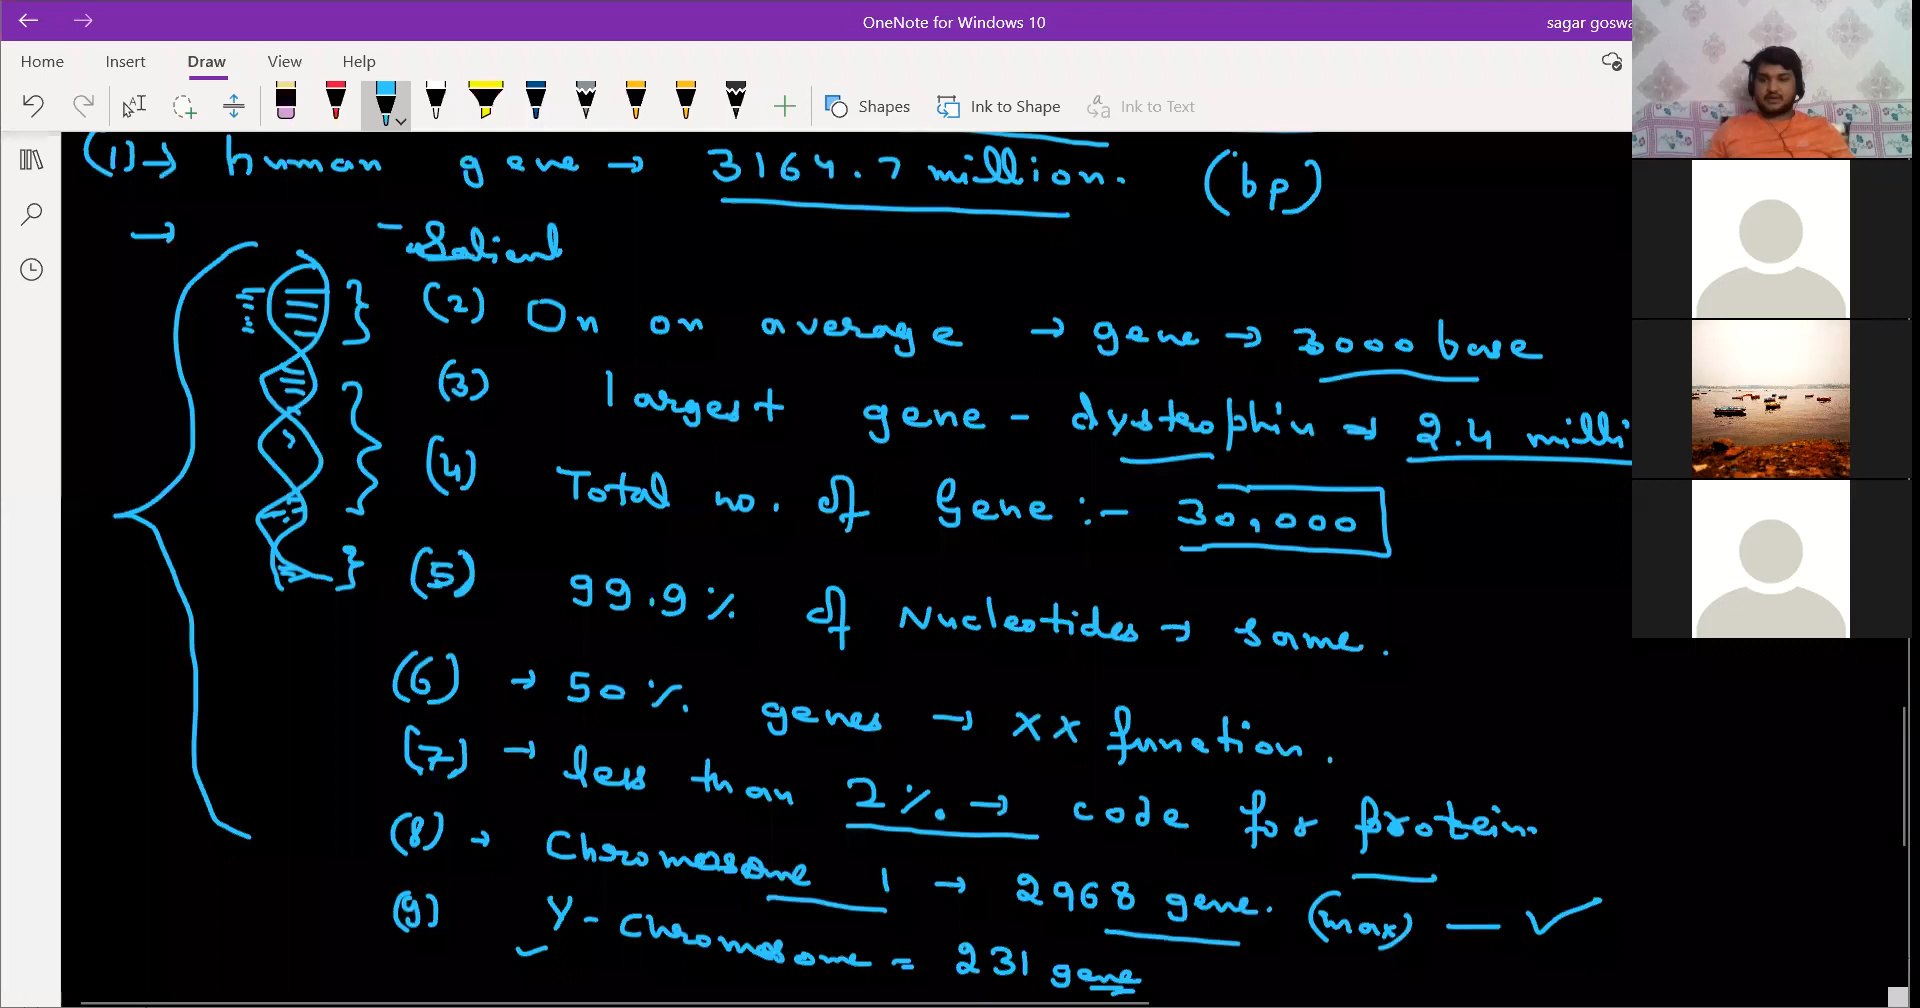 OneNote for Windows 10
sagar goswa
Home Insert Draw View Help
Shapes Ink to Shape Ink to Text
(1)→ human gene → 3164.7 million. (bp)
→ - Salient
(2) On an average → gene → 3000 base
(3) largest gene - dystrophin → 2.4 milli
(4) Total no. of Gene :- 30,000
(5) 99.9% of Nucleotides → same.
(6) → 50%. genes → xx function.
(7) → less than 2%. → code for protein.
(8) → Chromosome 1 → 2968 gene. (max) — ✓
(9) Y- Chromosome = 231 gene